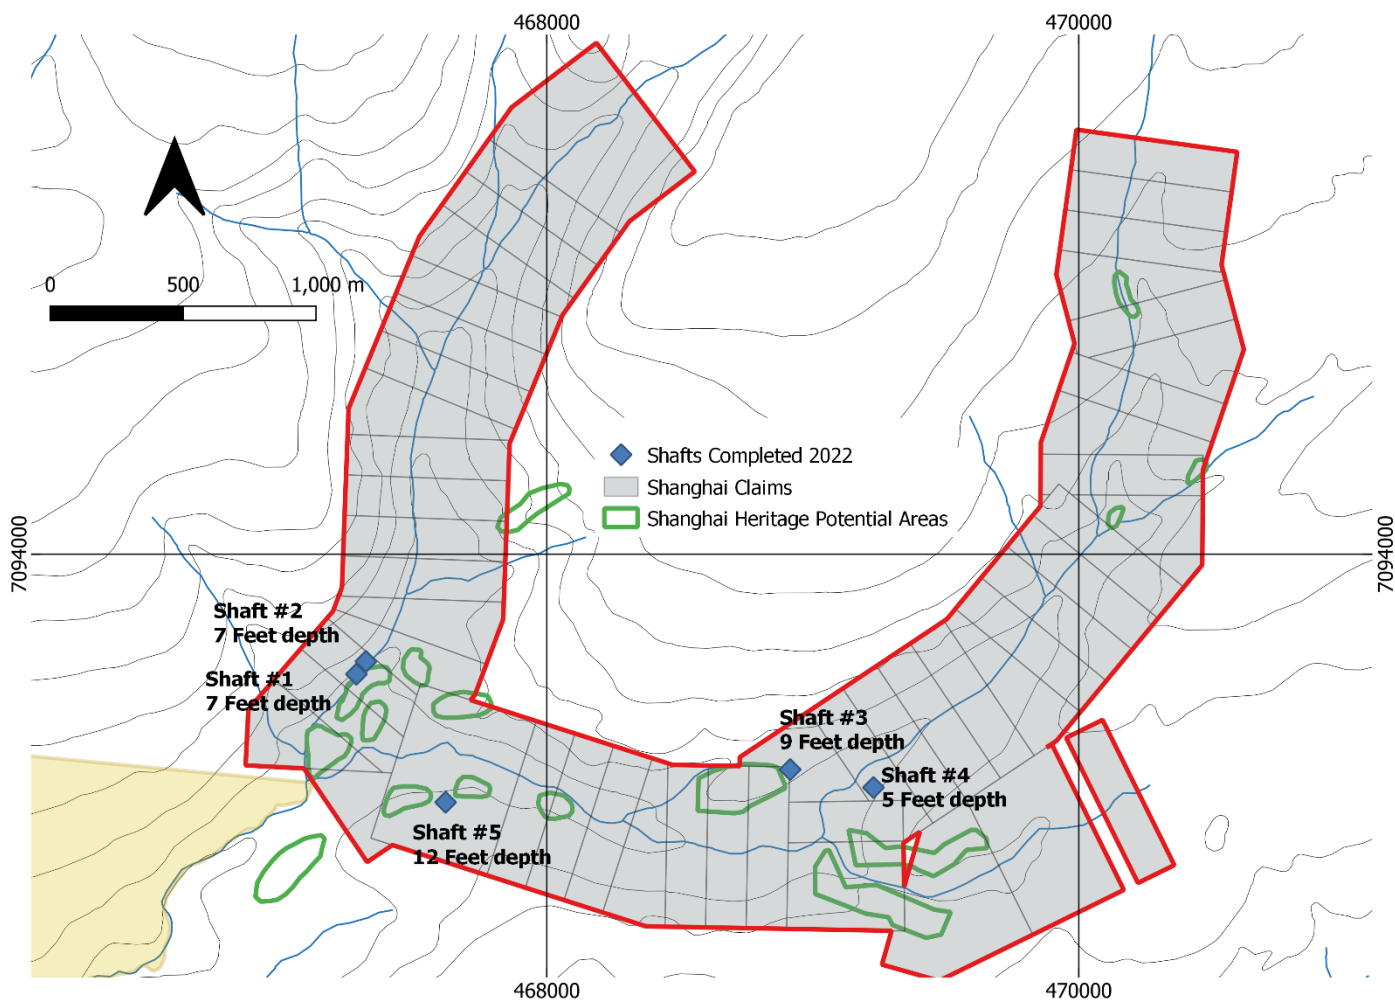 468000
470000
0
500
1,000 m
Shafts Completed 2022
Shanghai Claims
Shanghai Heritage Potential Areas
7094000
7094000
Shaft #2
7 Feet depth
Shaft #1
7 Feet depth
Shaft #3
9 Feet depth
Shaft #4
5 Feet depth
Shaft #5
12 Feet depth
468000
470000